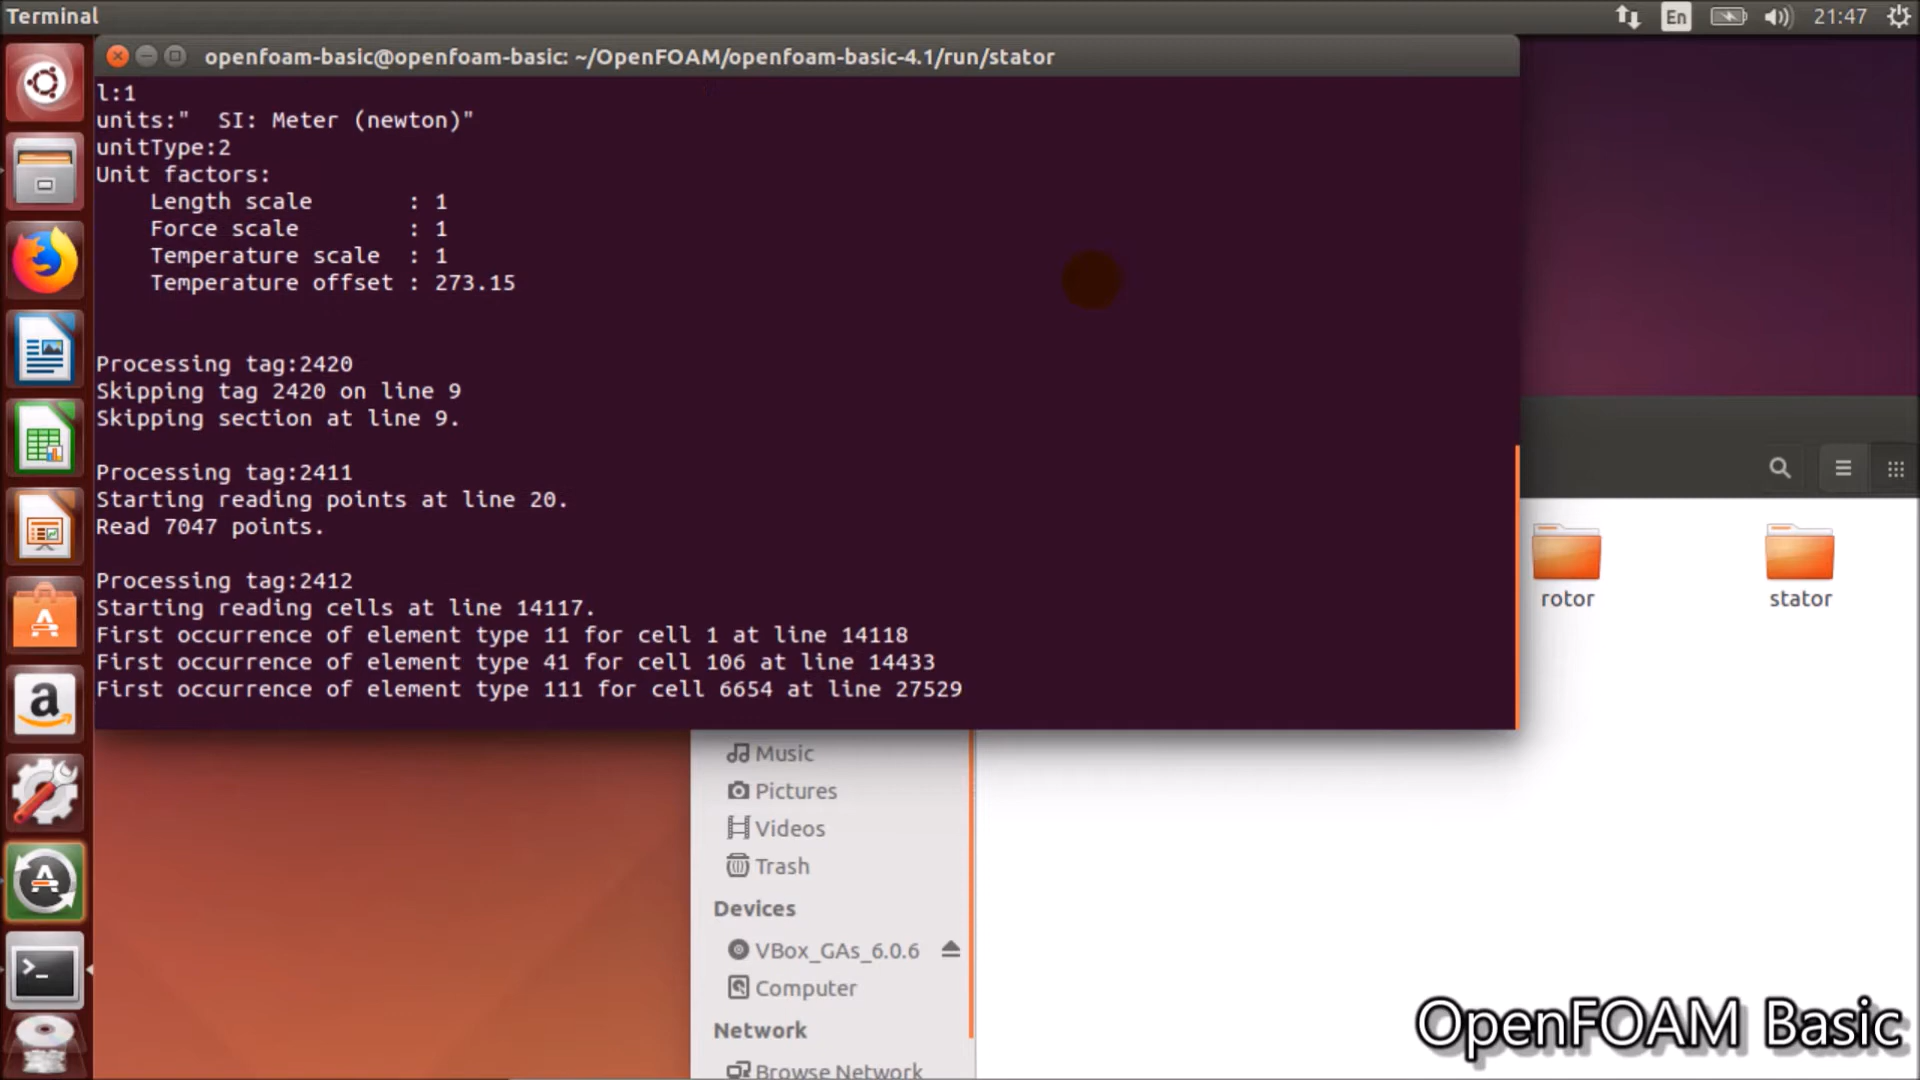 Terminal
En
21:47
openfoam-basic@openfoam-basic: ~/OpenFOAM/openfoam-basic-4.1/run/stator
l:1
units:"  SI: Meter (newton)"
unitType:2
Unit factors:
Length scale : 1
Force scale : 1
Temperature scale : 1
Temperature offset : 273.15
Processing tag:2420
Skipping tag 2420 on line 9
Skipping section at line 9.
Processing tag:2411
Starting reading points at line 20.
Read 7047 points.
Processing tag:2412
Starting reading cells at line 14117.
First occurrence of element type 11 for cell 1 at line 14118
First occurrence of element type 41 for cell 106 at line 14433
First occurrence of element type 111 for cell 6654 at line 27529
rotor
stator
Music
Pictures
Videos
Trash
Devices
VBox_GAs_6.0.6
Computer
Network
Browse Network
OpenFOAM Basic